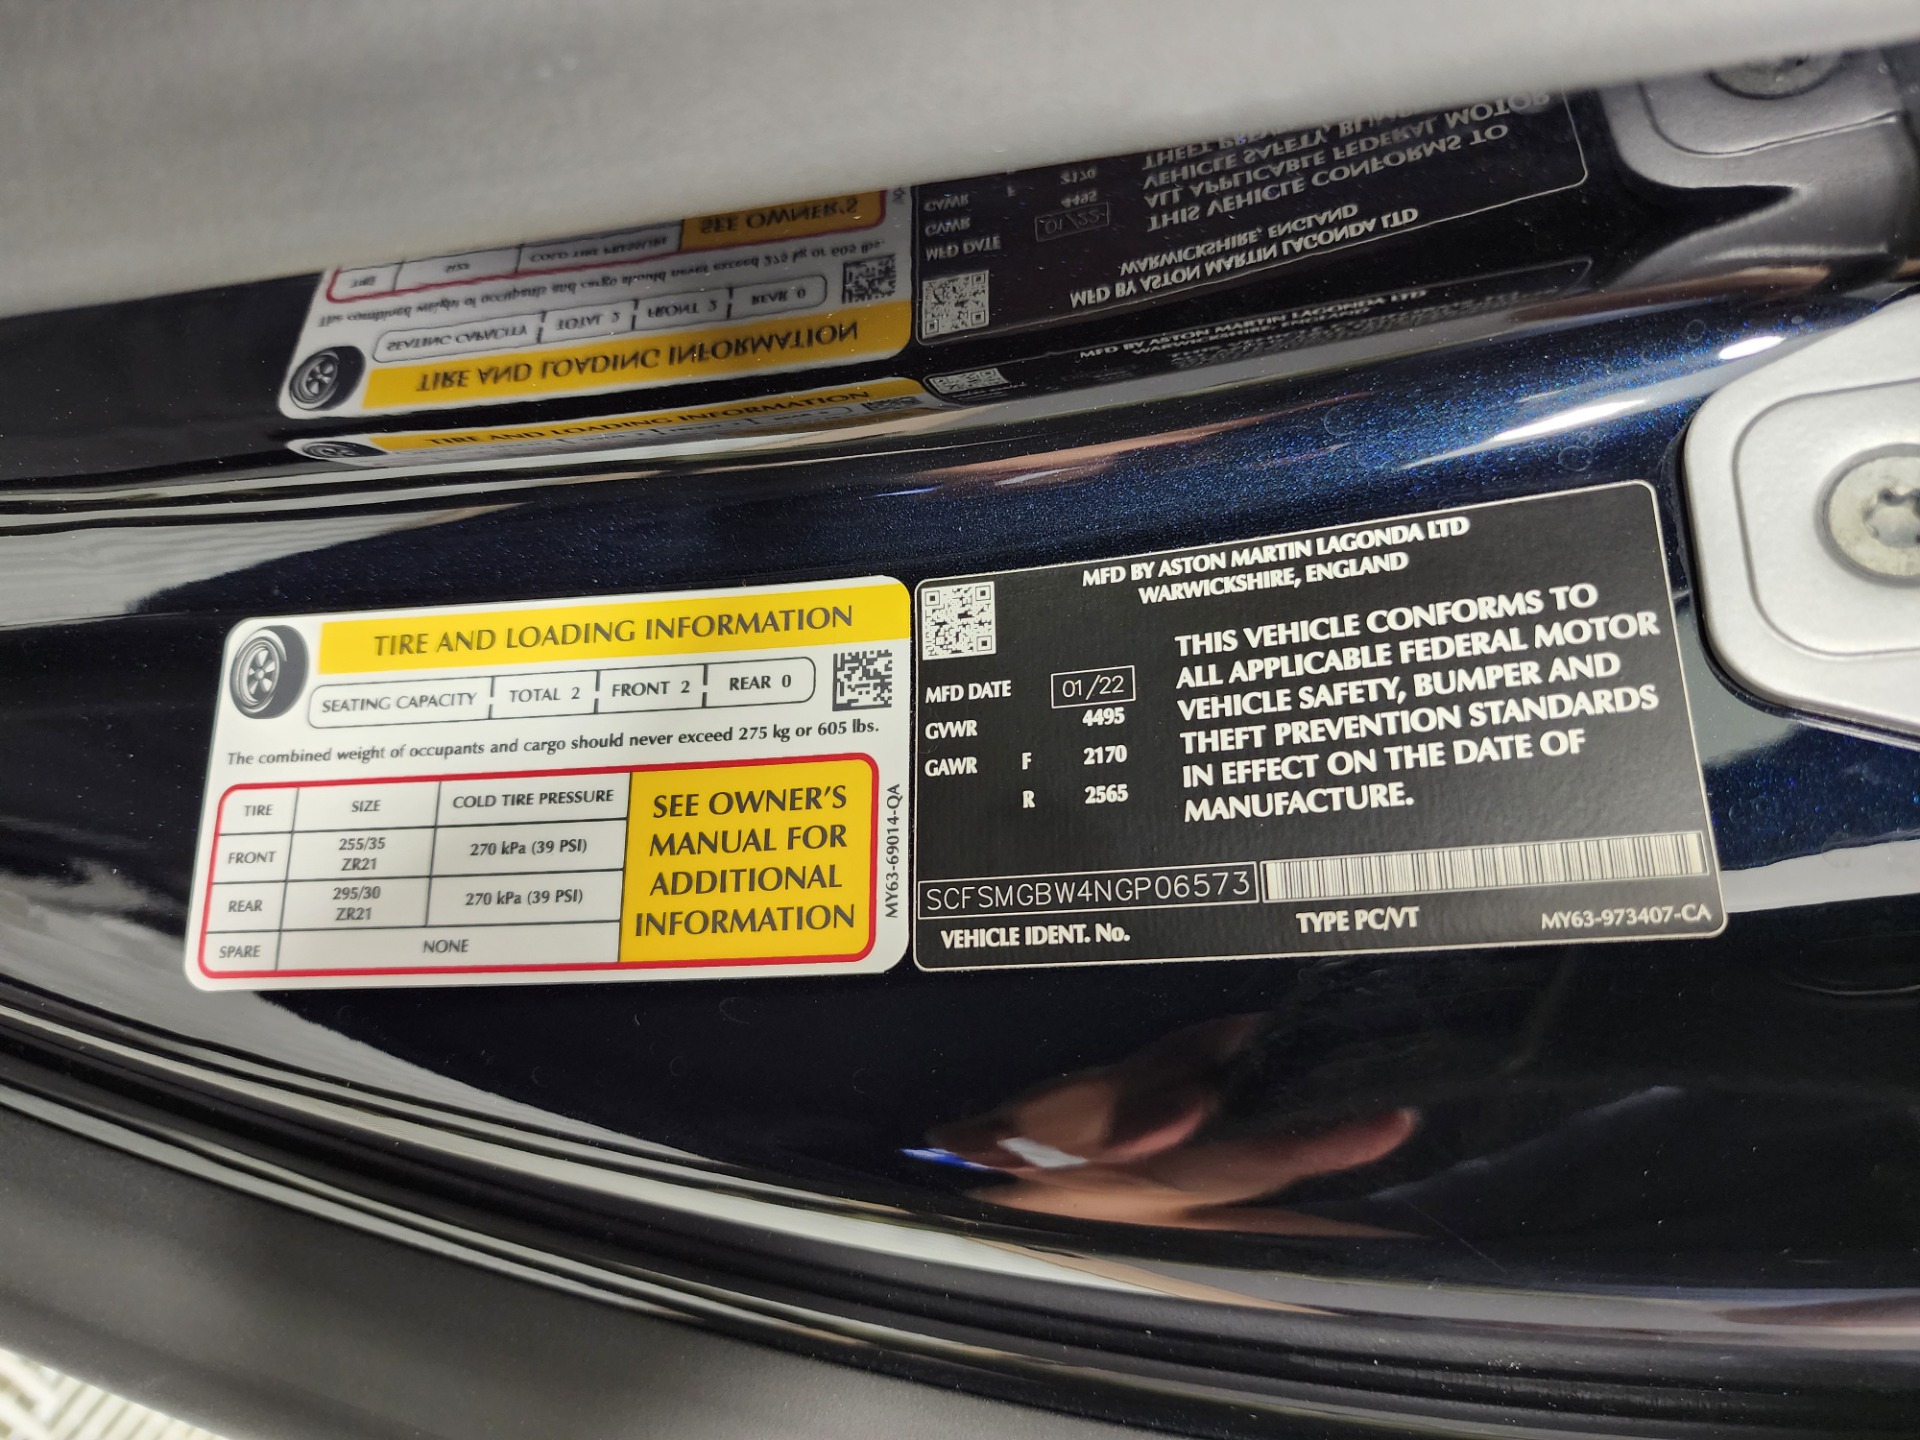 TIRE AND LOADING INFORMATION
SEATING CAPACITY TOTAL 2 FRONT 2 REAR 0
The combined weight of occupants and cargo should never exceed 275 kg or 605 lbs.
TIRE SIZE COLD TIRE PRESSURE
FRONT 255/35 ZR21 270 kPa (39 PSI)
REAR 295/30 ZR21 270 kPa (39 PSI)
SPARE NONE
SEE OWNER'S
MANUAL FOR
ADDITIONAL
INFORMATION
MY63-69014-QA
MFD BY ASTON MARTIN LAGONDA LTD
WARWICKSHIRE, ENGLAND
MFD DATE 01/22
GVWR 4495
GAWR F 2170
R 2565
THIS VEHICLE CONFORMS TO
ALL APPLICABLE FEDERAL MOTOR
VEHICLE SAFETY, BUMPER AND
THEFT PREVENTION STANDARDS
IN EFFECT ON THE DATE OF
MANUFACTURE.
SCFSMGBW4NGP06573
VEHICLE IDENT. No.
TYPE PC/VT
MY63-973407-CA